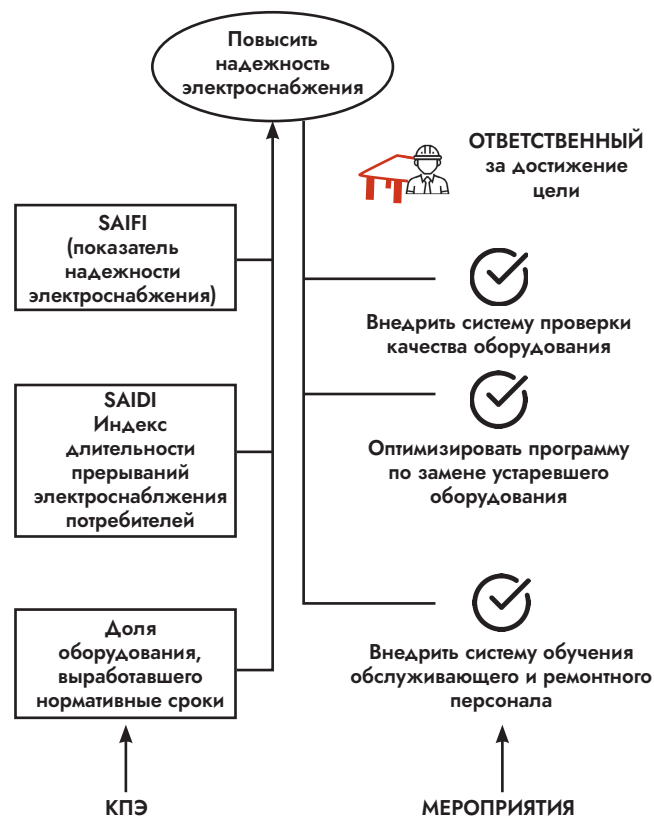 Повысить
надежность
электроснабжения
ОТВЕТСТВЕННЫЙ
за достижение
цели
SAIFI
(показатель
надежности
электроснабжения)
Внедрить систему проверки
качества оборудования
SAIDI
Индекс
длительности
прерываний
электроснаблжения
потребителей
Оптимизировать программу
по замене устаревшего
оборудования
Доля
оборудования,
выработавшего
нормативные сроки
Внедрить систему обучения
обслуживающего и ремонтного
персонала
КПЭ
МЕРОПРИЯТИЯ